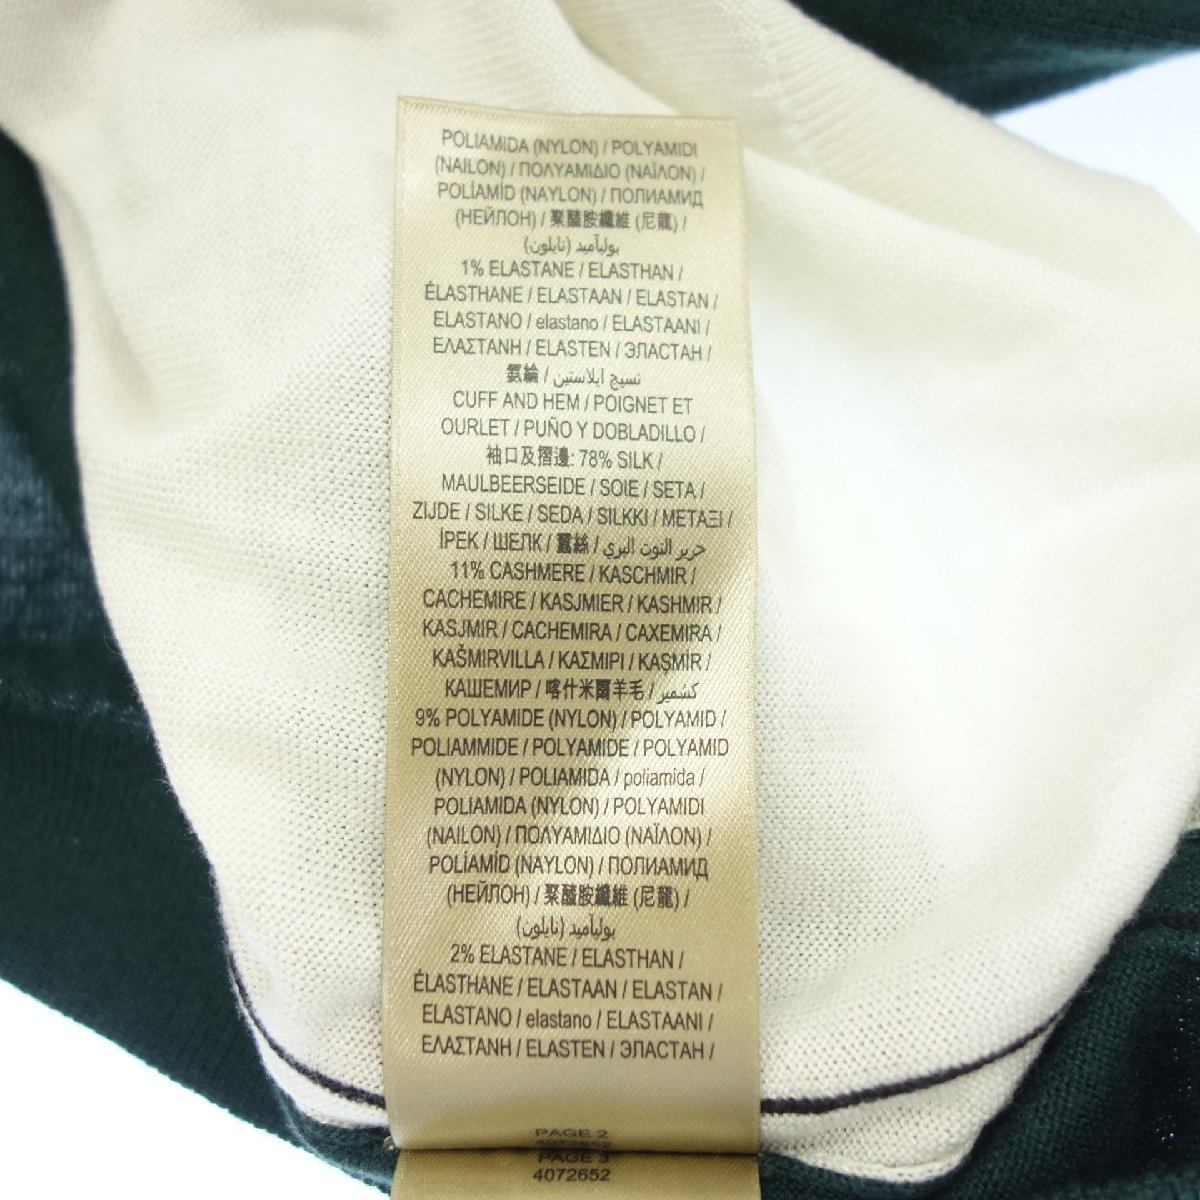 POLIAMIDA (NYLON) / POLYAMIDI
(NAILON) / ΠΟΛΥΑΜΙΔΙΟ (ΝΑΪΛΟΝ) /
POLİAMİD (NAYLON) / ПОЛИАМИД
(НЕЙЛОН) / 聚醯胺纖維 (尼龍) /
بولیآمید (نایلون)
1% ELASTANE / ELASTHAN /
ÉLASTHANE / ELASTAAN / ELASTAN /
ELASTANO / elastano / ELASTAANI /
ΕΛΑΣΤΑΝΗ / ELASTEN / ЭЛАСТАН /
氨綸 / نسيج ايلاستين
CUFF AND HEM / POIGNET ET
OURLET / PUÑO Y DOBLADILLO /
袖口及摺邊: 78% SILK /
MAULBEERSEIDE / SOIE / SETA /
ZIJDE / SILKE / SEDA / SILKKI / ΜΕΤΑΞΙ /
İPEK / ШЕЛК / 蠶絲 / حرير التوت البري
11% CASHMERE / KASCHMIR /
CACHEMIRE / KASJMIER / KASHMIR /
KASJMIR / CACHEMIRA / CAXEMIRA /
KAŠMIRVILLA / ΚΑΣΜΙΡΙ / KAŞMİR /
КАШЕМИР / 喀什米爾羊毛 / كشمير
9% POLYAMIDE (NYLON) / POLYAMID /
POLIAMMIDE / POLYAMIDE / POLYAMID
(NYLON) / POLIAMIDA / poliamida /
POLIAMIDA (NYLON) / POLYAMIDI
(NAILON) / ΠΟΛΥΑΜΙΔΙΟ (ΝΑΪΛΟΝ) /
POLİAMİD (NAYLON) / ПОЛИАМИД
(НЕЙЛОН) / 聚醯胺纖維 (尼龍) /
بولیآمید (نایلون)
2% ELASTANE / ELASTHAN /
ÉLASTHANE / ELASTAAN / ELASTAN /
ELASTANO / elastano / ELASTAANI /
ΕΛΑΣΤΑΝΗ / ELASTEN / ЭЛАСТАН /
PAGE 2
PAGE 3
4072652